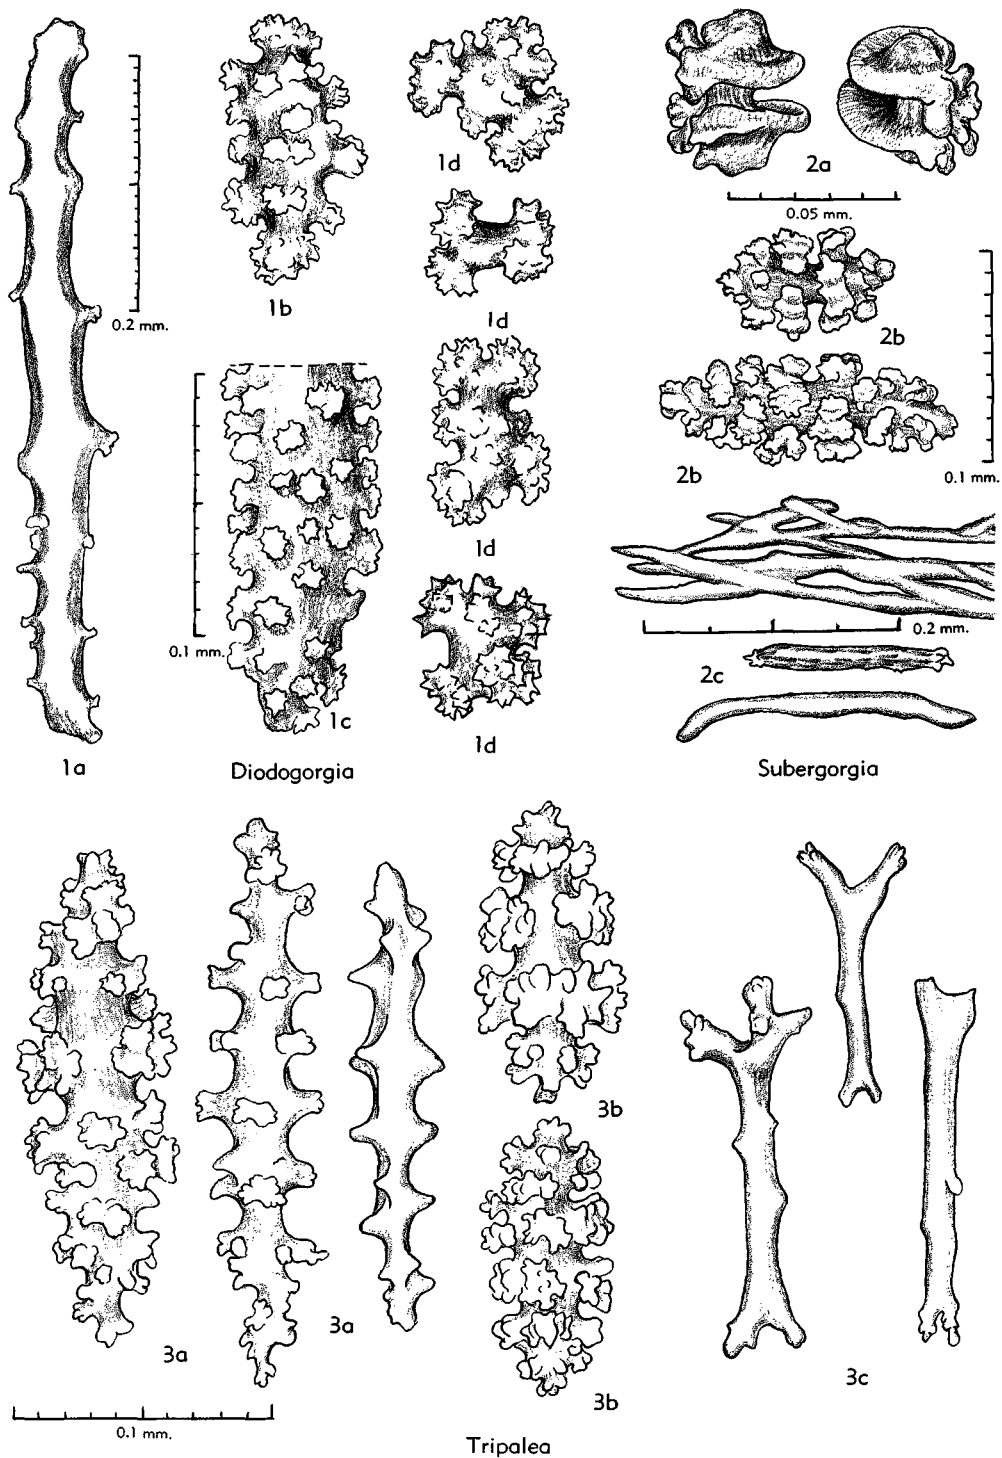 1d
2a
0.05 mm.
1b
1d
2b
0.2 mm.
2b
0.1 mm.
1d
0.2 mm.
0.1 mm.
2c
1c
1d
1a
Diodogorgia
Subergorgia
3b
3a
3a
3c
3b
0.1 mm.
Tripalea